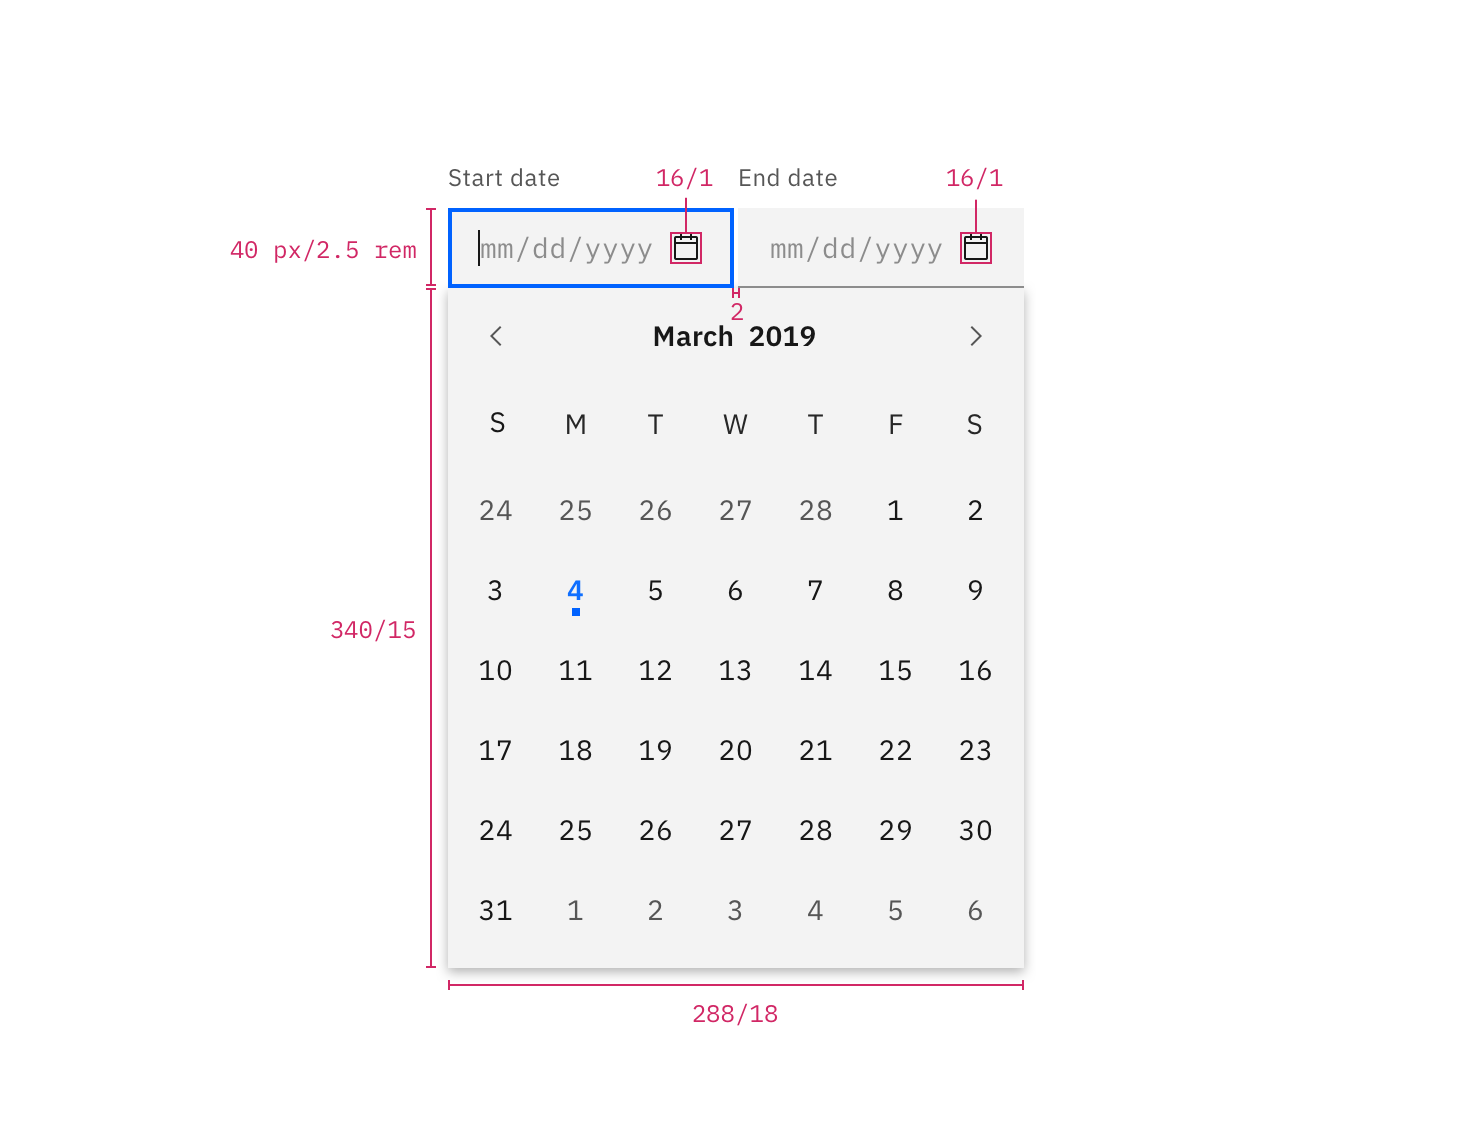 Start date 16/1 End date 16/1
40 px/2.5 rem mm/dd/yyyy mm/dd/yyyy
2
March 2019
S M T W T F S
24 25 26 27 28 1 2
3 4 5 6 7 8 9
340/15
10 11 12 13 14 15 16
17 18 19 20 21 22 23
24 25 26 27 28 29 30
31 1 2 3 4 5 6
288/18